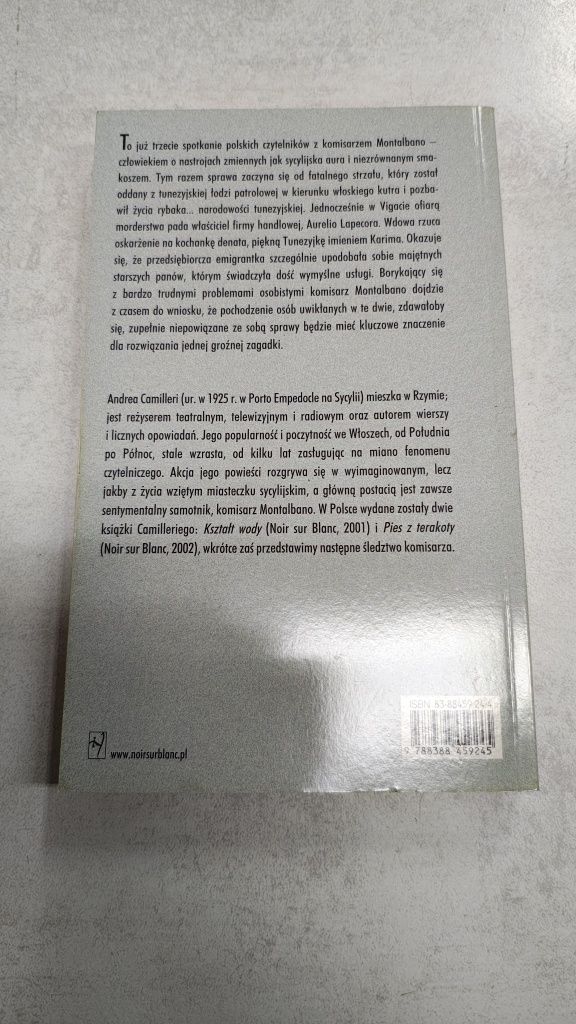 To już trzecie spotkanie polskich czytelników z komisarzem Montalbano –
człowiekiem o nastrojach zmiennych jak sycylijska aura i niezrównanym sma-
koszem. Tym razem sprawa zaczyna się od fatalnego strzału, który został
oddany z tunezyjskiej łodzi patrolowej w kierunku włoskiego kutra i pozba-
wił życia rybaka... narodowości tunezyjskiej. Jednocześnie w Vigacie ofiarą
morderstwa pada właściciel firmy handlowej, Aurelio Lapecora. Wdowa rzuca
oskarżenie na kochankę denata, piękną Tunezyjkę imieniem Karima. Okazuje
się, że przedsiębiorcza emigrantka szczególnie upodobała sobie majętnych
starszych panów, którym świadczyła dość wymyślne usługi. Borykający się
z bardzo trudnymi problemami osobistymi komisarz Montalbano dojdzie
z czasem do wniosku, że pochodzenie osób uwikłanych w te dwie, zdawałoby
się, zupełnie niepowiązane ze sobą sprawy będzie mieć kluczowe znaczenie
dla rozwiązania jednej groźnej zagadki.
Andrea Camilleri (ur. w 1925 r. w Porto Empedocle na Sycylii) mieszka w Rzymie;
jest reżyserem teatralnym, telewizyjnym i radiowym oraz autorem wierszy
i licznych opowiadań. Jego popularność i poczytność we Włoszech, od Południa
po Północ, stale wzrasta, od kilku lat zasługując na miano fenomenu
czytelniczego. Akcja jego powieści rozgrywa się w wyimaginowanym, lecz
jakby z życia wziętym miasteczku sycylijskim, a główną postacią jest zawsze
sentymentalny samotnik, komisarz Montalbano. W Polsce wydane zostały dwie
książki Camilleriego: Kształt wody (Noir sur Blanc, 2001) i Pies z terakoty
(Noir sur Blanc, 2002), wkrótce zaś przedstawimy następne śledztwo komisarza.
ISBN 83-88459-24-4
9 788388 459245
www.noirsurblanc.pl